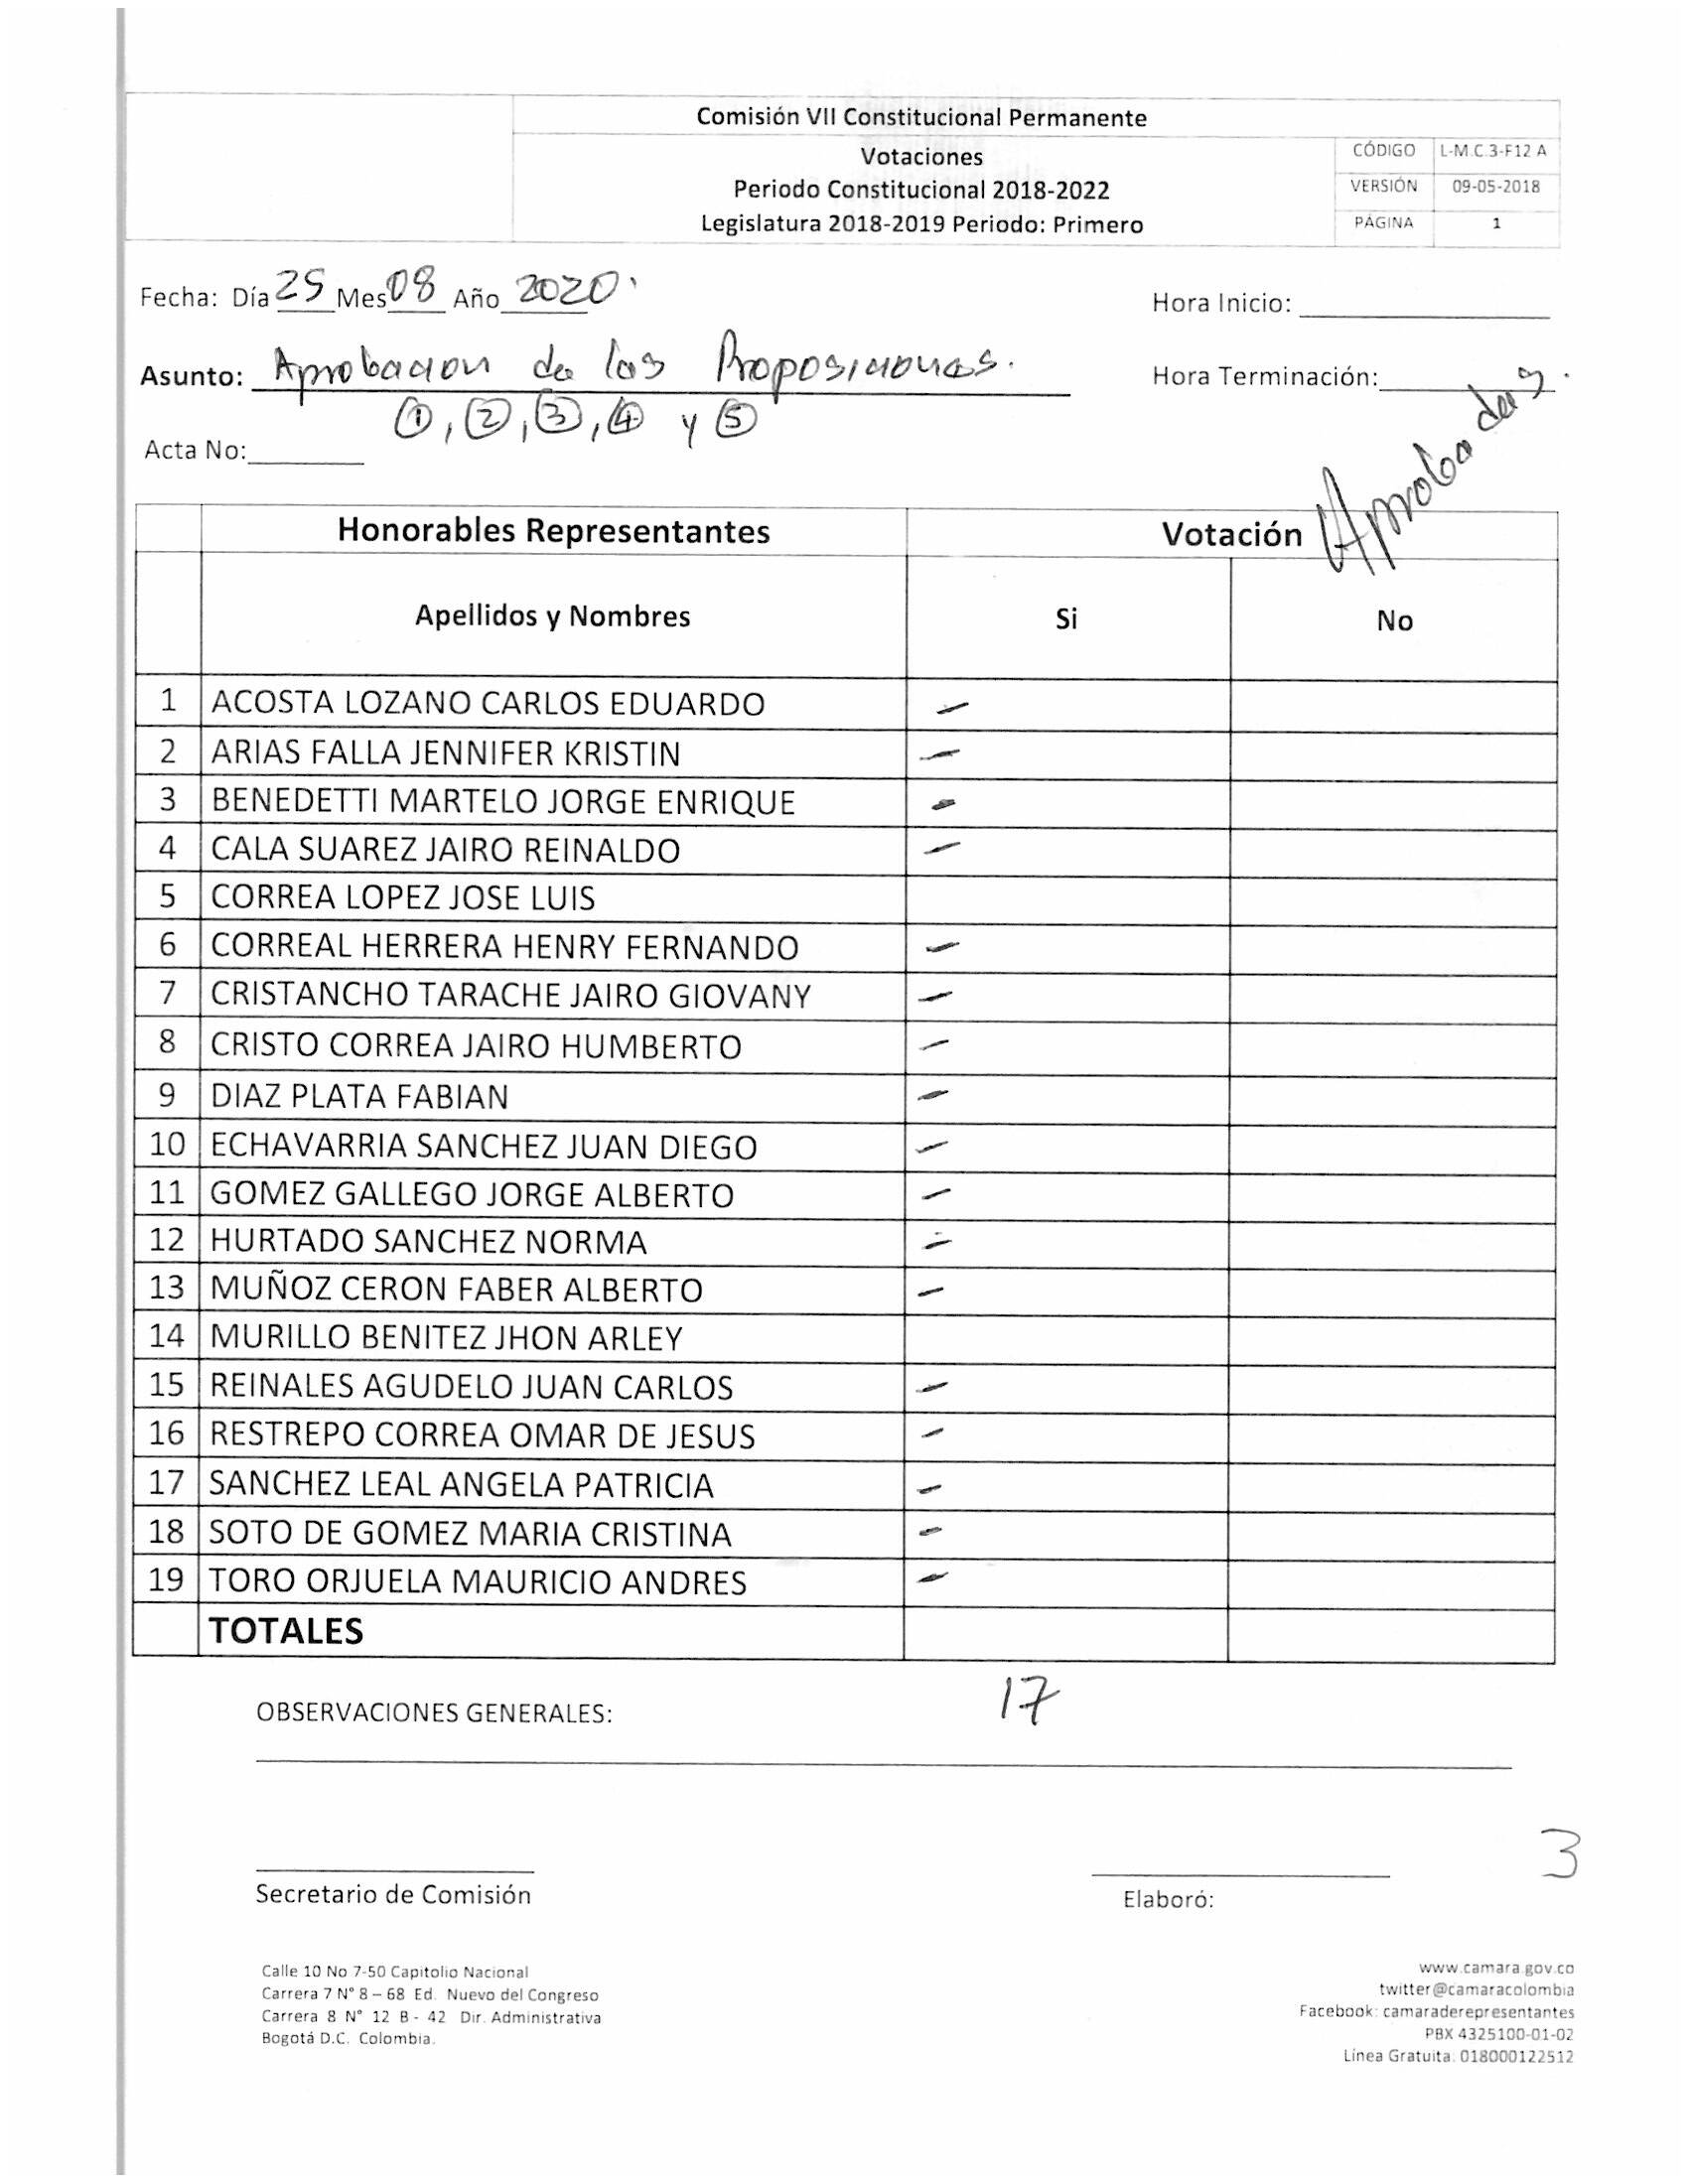 Comisión VII Constitucional Permanente
Votaciones
Periodo Constitucional 2018-2022
Legislatura 2018-2019 Periodo: Primero
CÓDIGO L-M.C.3-F12 A
VERSIÓN 09-05-2018
PÁGINA 1
Fecha: Día 25 Mes 08 Año 2020.
Hora Inicio:
Asunto: Aprobacion de las Proposiciones.
Hora Terminación:
①, ②, ③, ④ y ⑤
Acta No:
Aprobadas.
Honorables Representantes Votación
Apellidos y Nombres Si No
1 ACOSTA LOZANO CARLOS EDUARDO –
2 ARIAS FALLA JENNIFER KRISTIN –
3 BENEDETTI MARTELO JORGE ENRIQUE –
4 CALA SUAREZ JAIRO REINALDO –
5 CORREA LOPEZ JOSE LUIS
6 CORREAL HERRERA HENRY FERNANDO –
7 CRISTANCHO TARACHE JAIRO GIOVANY –
8 CRISTO CORREA JAIRO HUMBERTO –
9 DIAZ PLATA FABIAN –
10 ECHAVARRIA SANCHEZ JUAN DIEGO –
11 GOMEZ GALLEGO JORGE ALBERTO –
12 HURTADO SANCHEZ NORMA –
13 MUÑOZ CERON FABER ALBERTO –
14 MURILLO BENITEZ JHON ARLEY
15 REINALES AGUDELO JUAN CARLOS –
16 RESTREPO CORREA OMAR DE JESUS –
17 SANCHEZ LEAL ANGELA PATRICIA –
18 SOTO DE GOMEZ MARIA CRISTINA –
19 TORO ORJUELA MAURICIO ANDRES –
TOTALES
17
OBSERVACIONES GENERALES:
3
Secretario de Comisión
Elaboró:
Calle 10 No 7-50 Capitolio Nacional
Carrera 7 N° 8 – 68 Ed. Nuevo del Congreso
Carrera 8 N° 12 B - 42 Dir. Administrativa
Bogotá D.C. Colombia.
www.camara.gov.co
twitter@camaracolombia
Facebook: camaraderepresentantes
PBX 4325100-01-02
Linea Gratuita: 018000122512